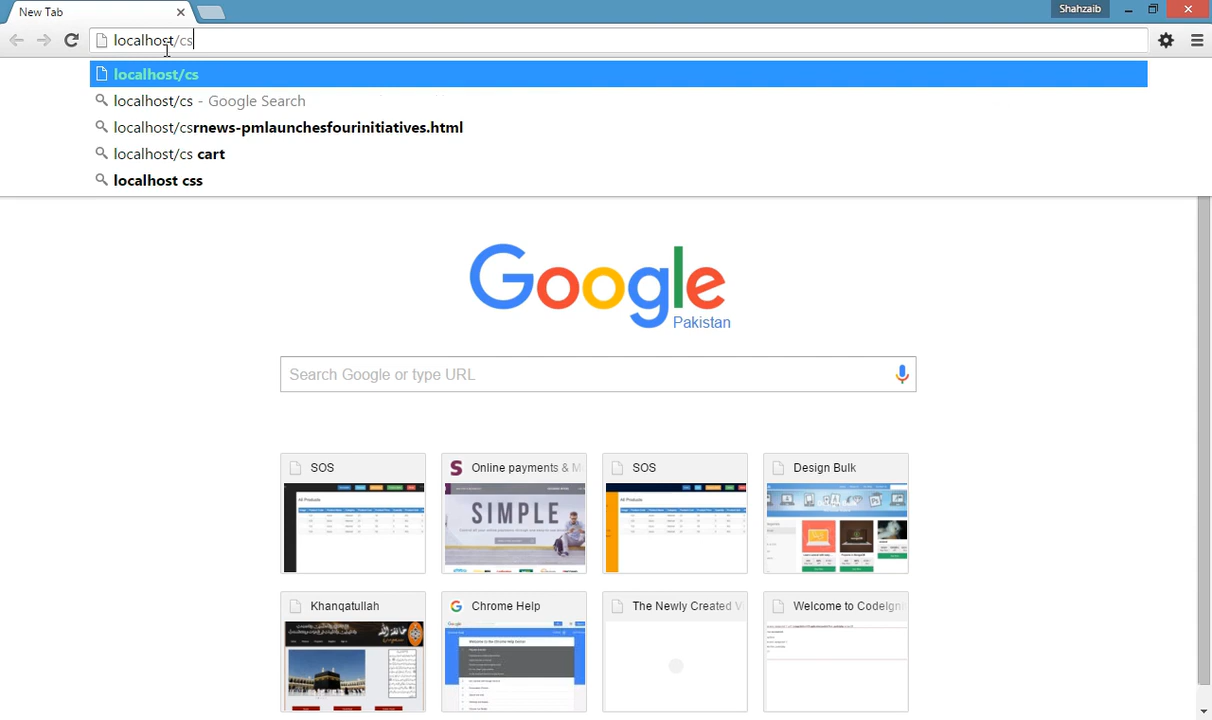 New Tab
Shahzaib
localhost/cs
localhost/cs
localhost/cs - Google Search
localhost/csrnews-pmlaunchesfourinitiatives.html
localhost/cs cart
localhost css
Google
Pakistan
Search Google or type URL
SOS
Online payments & M
SOS
Design Bulk
All Products
SIMPLE
All Products
Khanqatullah
Chrome Help
The Newly Created V
Welcome to CodeIgni